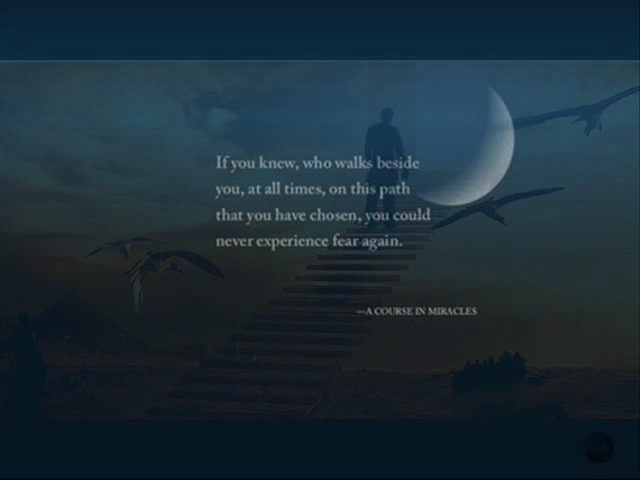 If you knew, who walks beside
you, at all times, on this path
that you have chosen, you could
never experience fear again.
—A COURSE IN MIRACLES